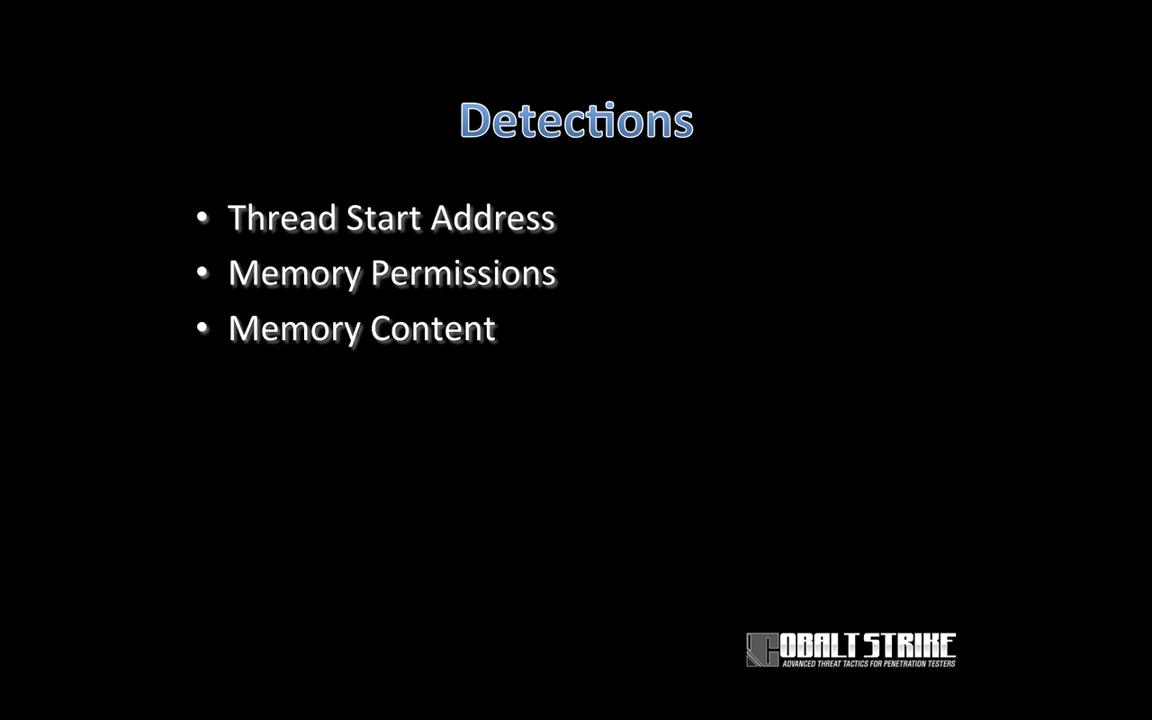 Detections
• Thread Start Address
• Memory Permissions
• Memory Content
COBALT STRIKE
ADVANCED THREAT TACTICS FOR PENETRATION TESTERS